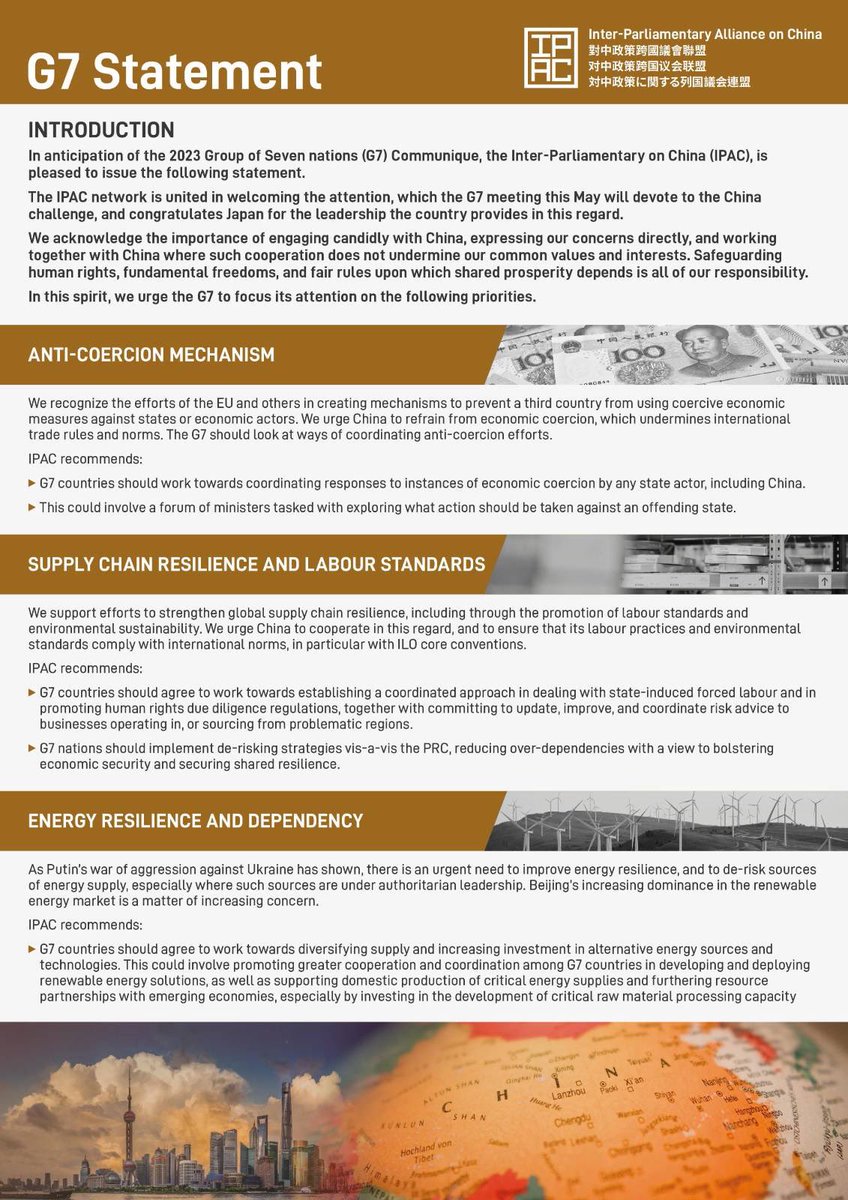 G7 Statement
IP
AC
Inter-Parliamentary Alliance on China
對中政策跨國議會聯盟
对中政策跨国议会联盟
対中政策に関する列国議会連盟
INTRODUCTION
In anticipation of the 2023 Group of Seven nations (G7) Communique, the Inter-Parliamentary on China (IPAC), is
pleased to issue the following statement.
The IPAC network is united in welcoming the attention, which the G7 meeting this May will devote to the China
challenge, and congratulates Japan for the leadership the country provides in this regard.
We acknowledge the importance of engaging candidly with China, expressing our concerns directly, and working
together with China where such cooperation does not undermine our common values and interests. Safeguarding
human rights, fundamental freedoms, and fair rules upon which shared prosperity depends is all of our responsibility.
In this spirit, we urge the G7 to focus its attention on the following priorities.
ANTI-COERCION MECHANISM
100
100
We recognize the efforts of the EU and others in creating mechanisms to prevent a third country from using coercive economic
measures against states or economic actors. We urge China to refrain from economic coercion, which undermines international
trade rules and norms. The G7 should look at ways of coordinating anti-coercion efforts.
IPAC recommends:
▸ G7 countries should work towards coordinating responses to instances of economic coercion by any state actor, including China.
▸ This could involve a forum of ministers tasked with exploring what action should be taken against an offending state.
SUPPLY CHAIN RESILIENCE AND LABOUR STANDARDS
We support efforts to strengthen global supply chain resilience, including through the promotion of labour standards and
environmental sustainability. We urge China to cooperate in this regard, and to ensure that its labour practices and environmental
standards comply with international norms, in particular with ILO core conventions.
IPAC recommends:
▸ G7 countries should agree to work towards establishing a coordinated approach in dealing with state-induced forced labour and in
promoting human rights due diligence regulations, together with committing to update, improve, and coordinate risk advice to
businesses operating in, or sourcing from problematic regions.
▸ G7 nations should implement de-risking strategies vis-a-vis the PRC, reducing over-dependencies with a view to bolstering
economic security and securing shared resilience.
ENERGY RESILIENCE AND DEPENDENCY
As Putin's war of aggression against Ukraine has shown, there is an urgent need to improve energy resilience, and to de-risk sources
of energy supply, especially where such sources are under authoritarian leadership. Beijing's increasing dominance in the renewable
energy market is a matter of increasing concern.
IPAC recommends:
▸ G7 countries should agree to work towards diversifying supply and increasing investment in alternative energy sources and
technologies. This could involve promoting greater cooperation and coordination among G7 countries in developing and deploying
renewable energy solutions, as well as supporting domestic production of critical energy supplies and furthering resource
partnerships with emerging economies, especially by investing in the development of critical raw material processing capacity
CHINA
Xining
Lanzhou
Xi'an
Huang He
KUNLUN SHAN
Chengdu
Wuhan
Nanjing
Nanchang
Hochland von
Tibet
Himalaya